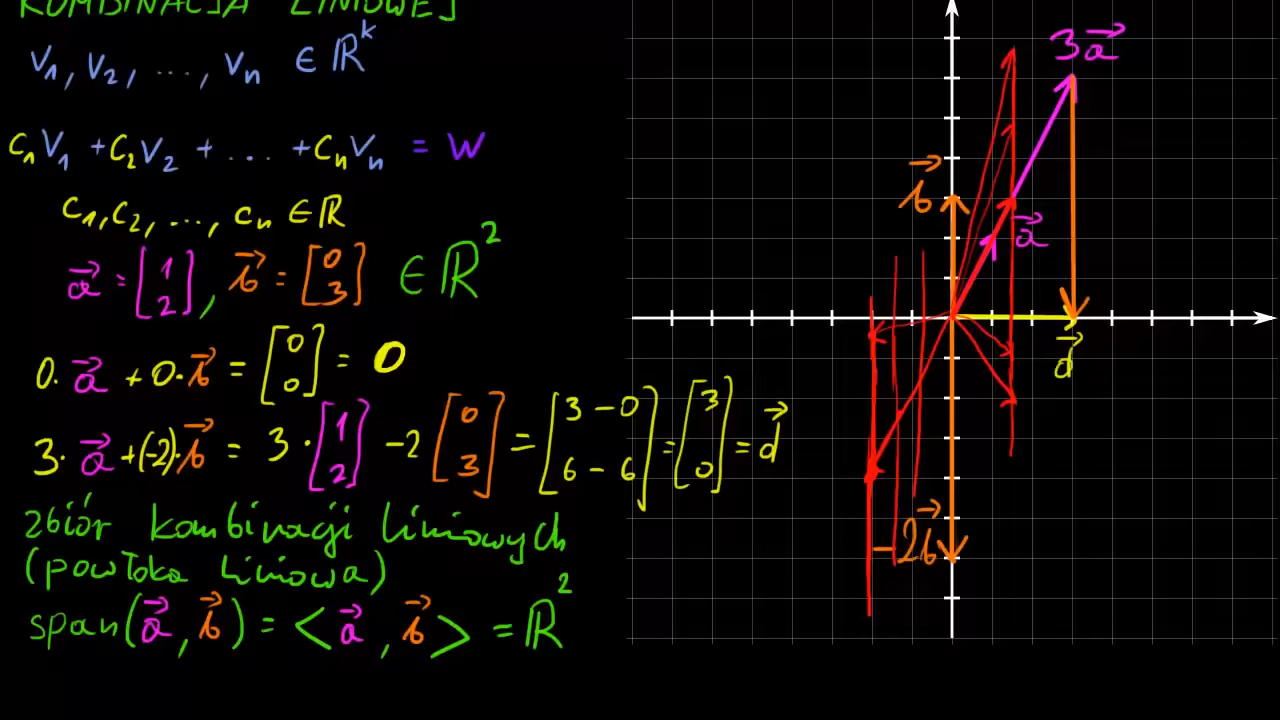 KOMBINACJA LINIOWEJ
v₁, v₂, ..., vₙ ∈ ℝᵏ
c₁v₁ + c₂v₂ + .... + cₙvₙ = w
c₁, c₂, ..., cₙ ∈ ℝ
a⃗ = [1 2], b⃗ = [0 3] ∈ ℝ²
0·a⃗ + 0·b⃗ = [0 0] = 0
3·a⃗ + (-2)·b⃗ = 3·[1 2] - 2[0 3] = [3-0 6-6] = [3 0] = d⃗
zbiór kombinacji liniowych
(powłoka liniowa)
span(a⃗, b⃗) = <a⃗, b⃗> = ℝ²
3a⃗
b⃗
a⃗
d⃗
-2b⃗